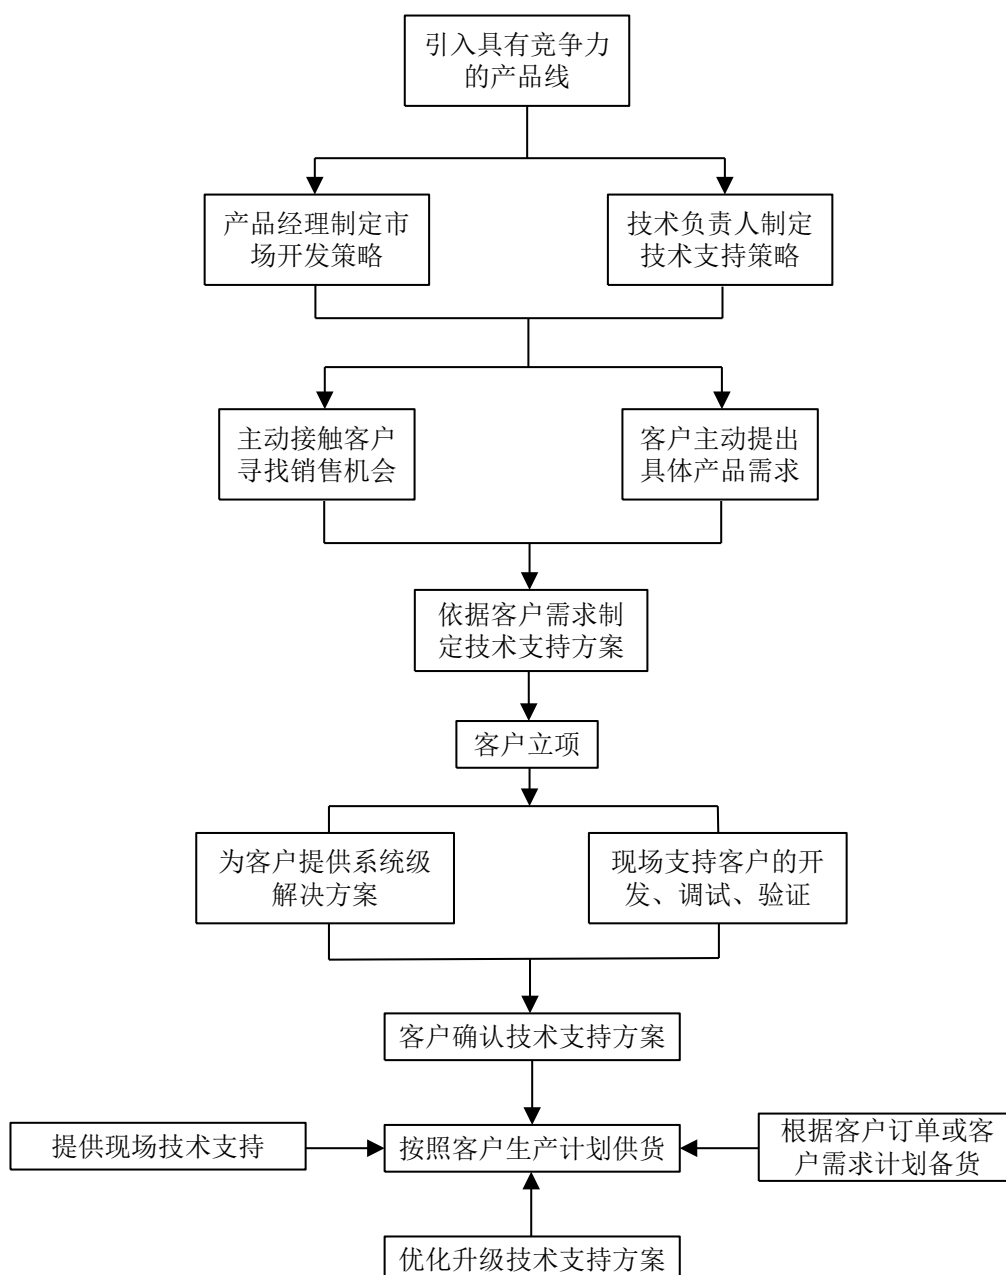 引入具有竞争力
的产品线
产品经理制定市
场开发策略
技术负责人制定
技术支持策略
主动接触客户
寻找销售机会
客户主动提出
具体产品需求
依据客户需求制
定技术支持方案
客户立项
为客户提供系统级
解决方案
现场支持客户的开
发、调试、验证
客户确认技术支持方案
提供现场技术支持
按照客户生产计划供货
根据客户订单或客
户需求计划备货
优化升级技术支持方案